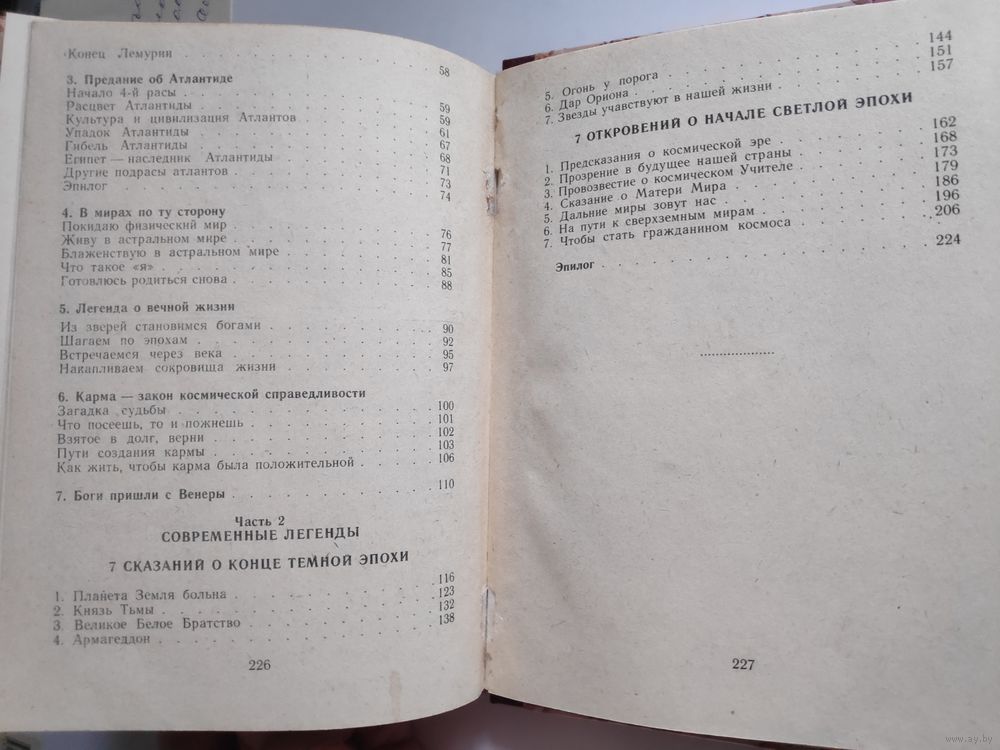 Конец Лемурии . . . 58
3. Предание об Атлантиде
Начало 4-й расы . . . 59
Расцвет Атлантиды . . . 59
Культура и цивилизация Атлантов . . . 61
Упадок Атлантиды . . . 67
Гибель Атлантиды . . . 68
Египет — наследник Атлантиды . . . 71
Другие подрасы атлантов . . . 73
Эпилог . . . 74
4. В мирах по ту сторону
Покидаю физический мир . . . 76
Живу в астральном мире . . . 77
Блаженствую в астральном мире . . . 81
Что такое «я» . . . 85
Готовлюсь родиться снова . . . 88
5. Легенда о вечной жизни
Из зверей становимся богами . . . 90
Шагаем по эпохам . . . 92
Встречаемся через века . . . 95
Накапливаем сокровища жизни . . . 97
6. Карма — закон космической справедливости
Загадка судьбы . . . 100
Что посеешь, то и пожнешь . . . 101
Взятое в долг, верни . . . 102
Пути создания кармы . . . 103
Как жить, чтобы карма была положительной . . . 106
7. Боги пришли с Венеры . . . 110
Часть 2
СОВРЕМЕННЫЕ ЛЕГЕНДЫ
7 СКАЗАНИЙ О КОНЦЕ ТЕМНОЙ ЭПОХИ
1. Планета Земля больна . . . 116
2. Князь Тьмы . . . 123
3. Великое Белое Братство . . . 132
4. Армагеддон . . . 138
226
5. Огонь у порога . . . 144
6. Дар Ориона . . . 151
7. Звезды учавствуют в нашей жизни . . . 157
7 ОТКРОВЕНИЙ О НАЧАЛЕ СВЕТЛОЙ ЭПОХИ
1. Предсказания о космической эре . . . 162
2. Прозрение в будущее нашей страны . . . 168
3. Провозвестие о космическом Учителе . . . 173
4. Сказание о Матери Мира . . . 179
5. Дальние миры зовут нас . . . 186
6. На пути к сверхземным мирам . . . 196
7. Чтобы стать гражданином космоса . . . 206
Эпилог . . . 224
227
www.ay.by